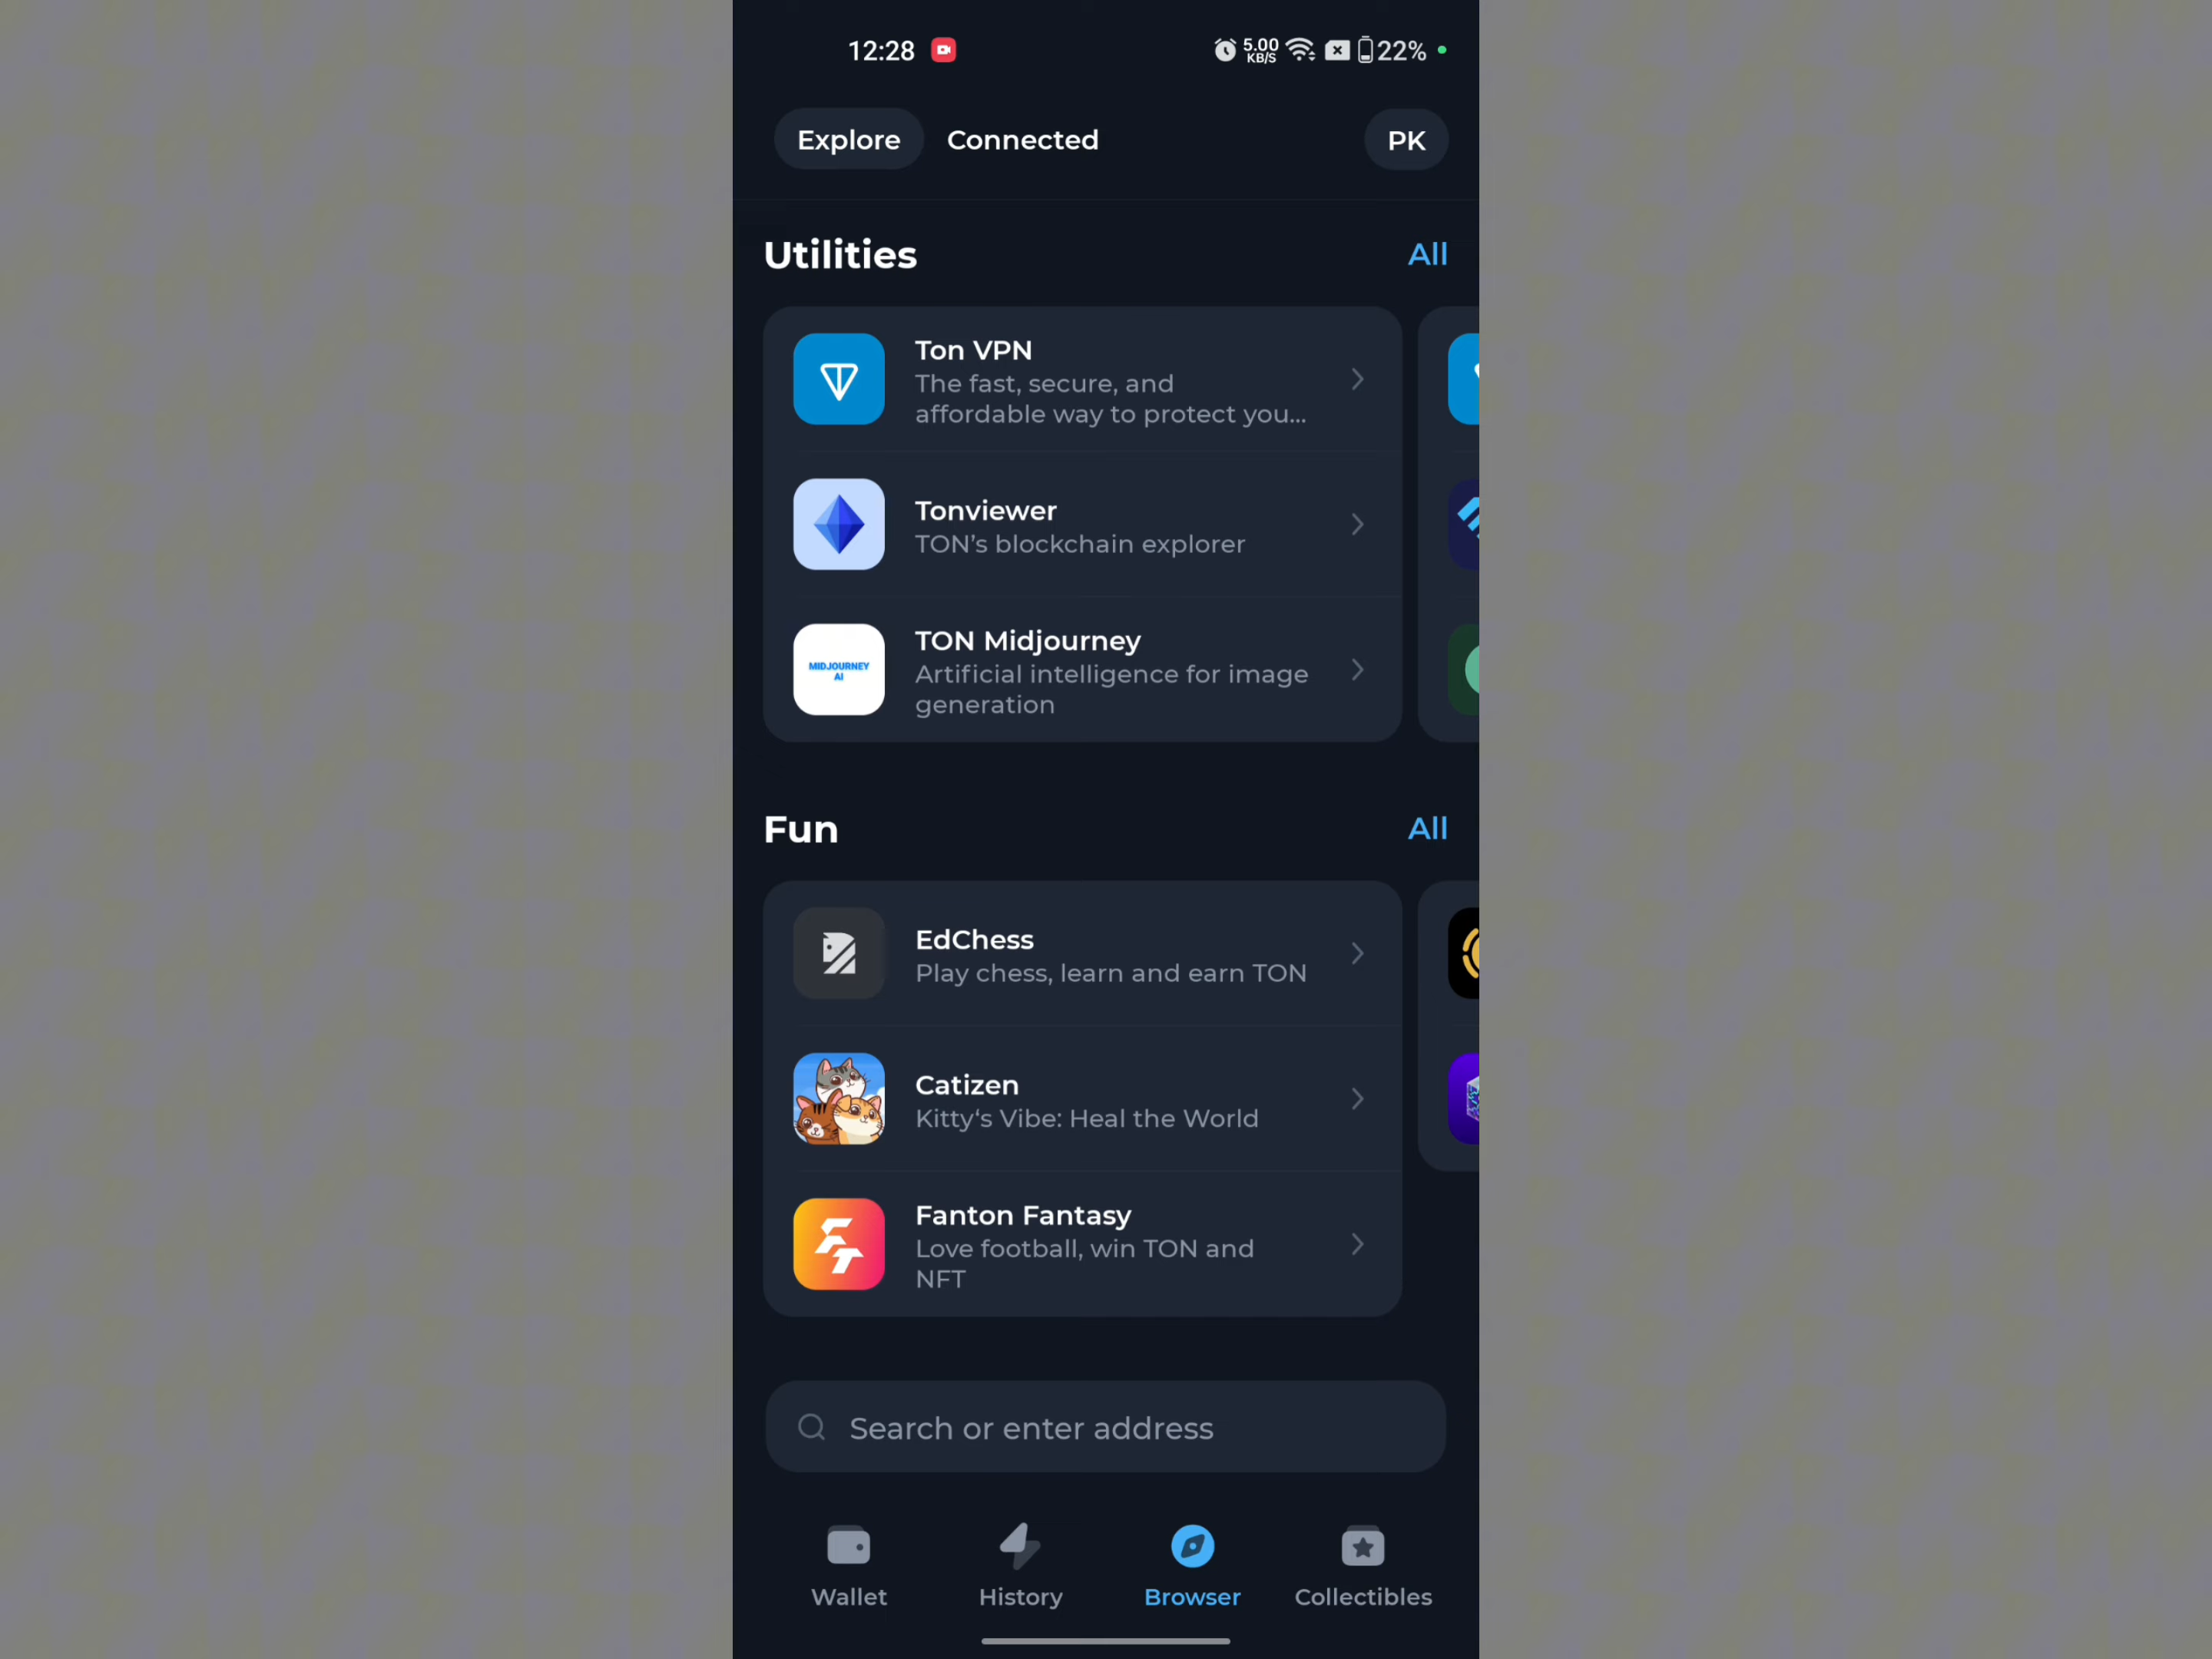 12:28
5.00
KB/S
22%
Explore
Connected
PK
Utilities
All
Ton VPN
The fast, secure, and
affordable way to protect you...
Tonviewer
TON’s blockchain explorer
MIDJOURNEY
AI
TON Midjourney
Artificial intelligence for image
generation
Fun
All
EdChess
Play chess, learn and earn TON
Catizen
Kitty‘s Vibe: Heal the World
Fanton Fantasy
Love football, win TON and
NFT
Search or enter address
Wallet
History
Browser
Collectibles